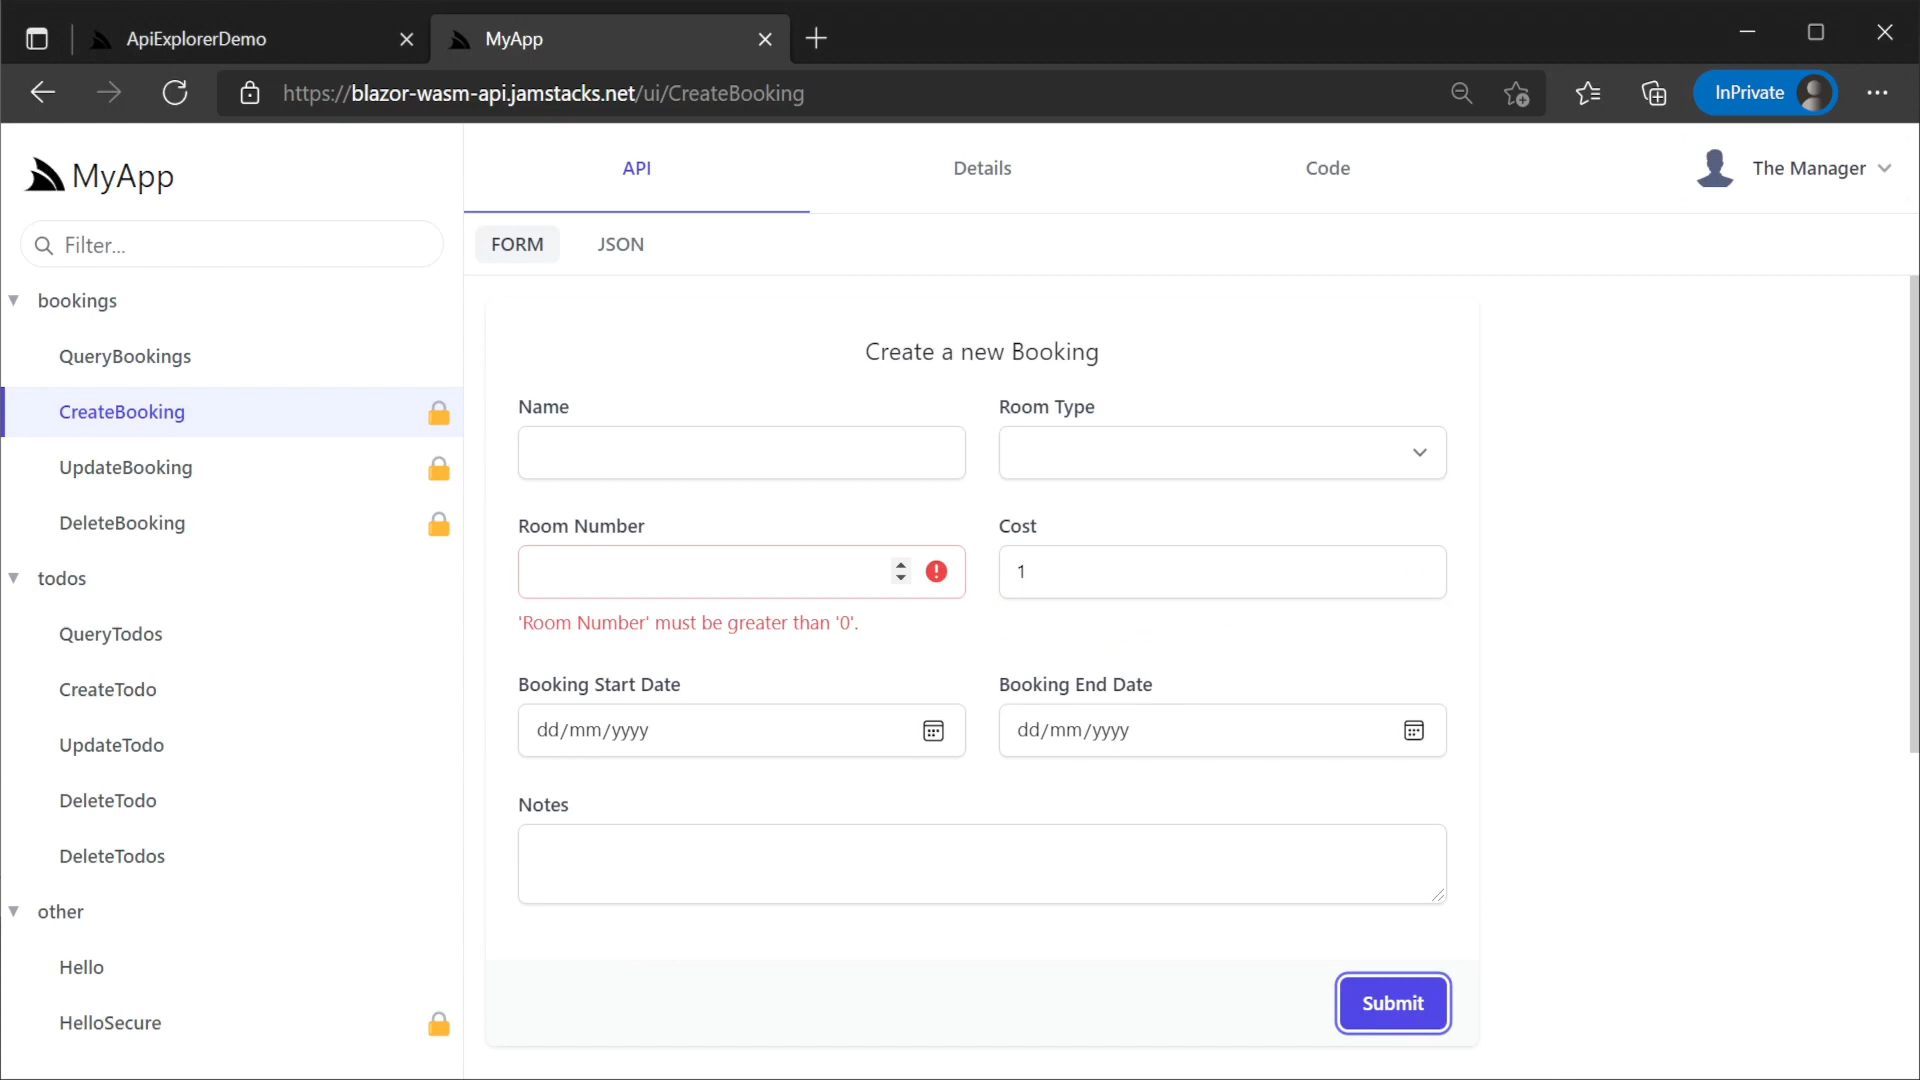 ApiExplorerDemo
MyApp
https://blazor-wasm-api.jamstacks.net/ui/CreateBooking
InPrivate
MyApp
Filter...
bookings
QueryBookings
CreateBooking
UpdateBooking
DeleteBooking
todos
QueryTodos
CreateTodo
UpdateTodo
DeleteTodo
DeleteTodos
other
Hello
HelloSecure
API
Details
Code
The Manager
FORM
JSON
Create a new Booking
Name
Room Type
Room Number
Cost
1
'Room Number' must be greater than '0'.
Booking Start Date
Booking End Date
dd/mm/yyyy
dd/mm/yyyy
Notes
Submit